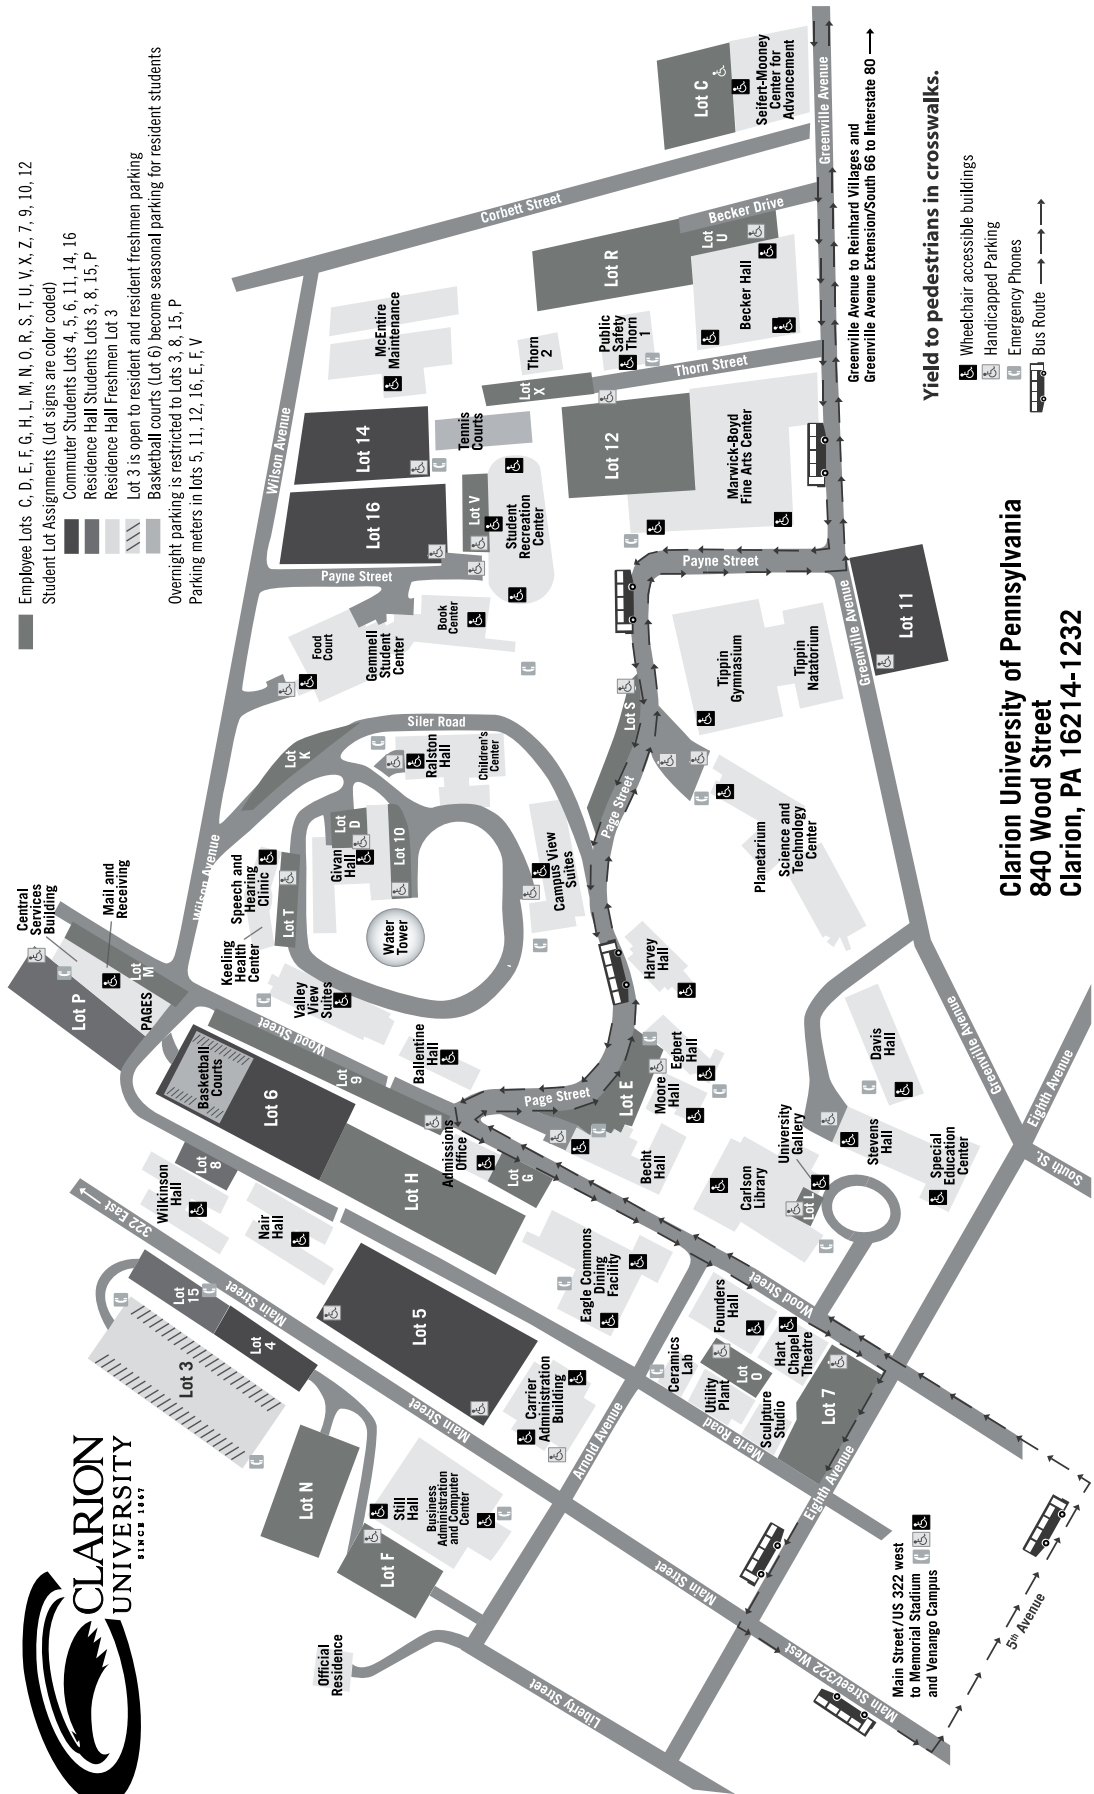 CLARION
UNIVERSITY
SINCE 1867
Employee Lots C, D, E, F, G, H, L, M, N, O, R, S, T, U, V, X, Z, 7, 9, 10, 12
Student Lot Assignments (Lot signs are color coded)
Commuter Students Lots 4, 5, 6, 11, 14, 16
Residence Hall Students Lots 3, 8, 15, P
Residence Hall Freshmen Lot 3
Lot 3 is open to resident and resident freshmen parking
Basketball courts (Lot 6) become seasonal parking for resident students
Overnight parking is restricted to Lots 3, 8, 15, P
Parking meters in lots 5, 11, 12, 16, E, F, V
Central
Services
Building
Mail and
Receiving
Lot P
Lot M
PAGES
Wilson Avenue
Wilson Avenue
Corbett Street
McEntire
Maintenance
Lot 14
Lot 16
Tennis
Courts
Lot V
Student
Recreation
Center
Payne Street
Food
Court
Gemmell
Student
Center
Book
Center
Thorn
2
Lot
X
Public
Safety
Thorn
1
Lot R
Lot
U
Becker Drive
Becker Hall
Thorn Street
Lot 12
Marwick-Boyd
Fine Arts Center
Lot C
Seifert-Mooney
Center for
Advancement
Greenville Avenue
Greenville Avenue to Reinhard Villages and
Greenville Avenue Extension/South 66 to Interstate 80
Payne Street
Greenville Avenue
Lot 11
Tippin
Gymnasium
Tippin
Natatorium
Lot S
Page Street
Planetarium
Science and
Technology
Center
Siler Road
Lot
K
Ralston
Hall
Children's
Center
Lot
D
Givan
Hall
Lot 10
Speech and
Hearing
Clinic
Keeling
Health
Center
Lot T
Water
Tower
Campus View
Suites
Valley
View
Suites
Wood Street
Ballentine
Hall
Harvey
Hall
Egbert
Hall
Moore
Hall
Lot E
Page Street
Becht
Hall
Basketball
Courts
Lot 6
Lot
9
Lot
8
Lot H
Admissions
Office
Lot
G
Wilkinson
Hall
Nair
Hall
322 East
Main Street
Lot
15
Lot
4
Lot 3
Lot 5
Main Street
Eagle Commons
Dining
Facility
Carrier
Administration
Building
Lot N
Still
Hall
Business
Administration
and Computer
Center
Lot F
Official
Residence
Liberty Street
Arnold Avenue
Ceramics
Lab
Founders
Hall
Utility
Plant
Lot
O
Hart
Chapel
Theatre
Sculpture
Studio
Lot 7
Merle Road
Wood Street
Carlson
Library
University
Gallery
Lot L
Stevens
Hall
Davis
Hall
Special
Education
Center
Greenville Avenue
Eighth Avenue
South St.
Eighth Avenue
Main Street
Main Street/322 West
5th Avenue
Main Street/US 322 west
to Memorial Stadium
and Venango Campus
Clarion University of Pennsylvania
840 Wood Street
Clarion, PA 16214-1232
Yield to pedestrians in crosswalks.
Wheelchair accessible buildings
Handicapped Parking
C Emergency Phones
Bus Route